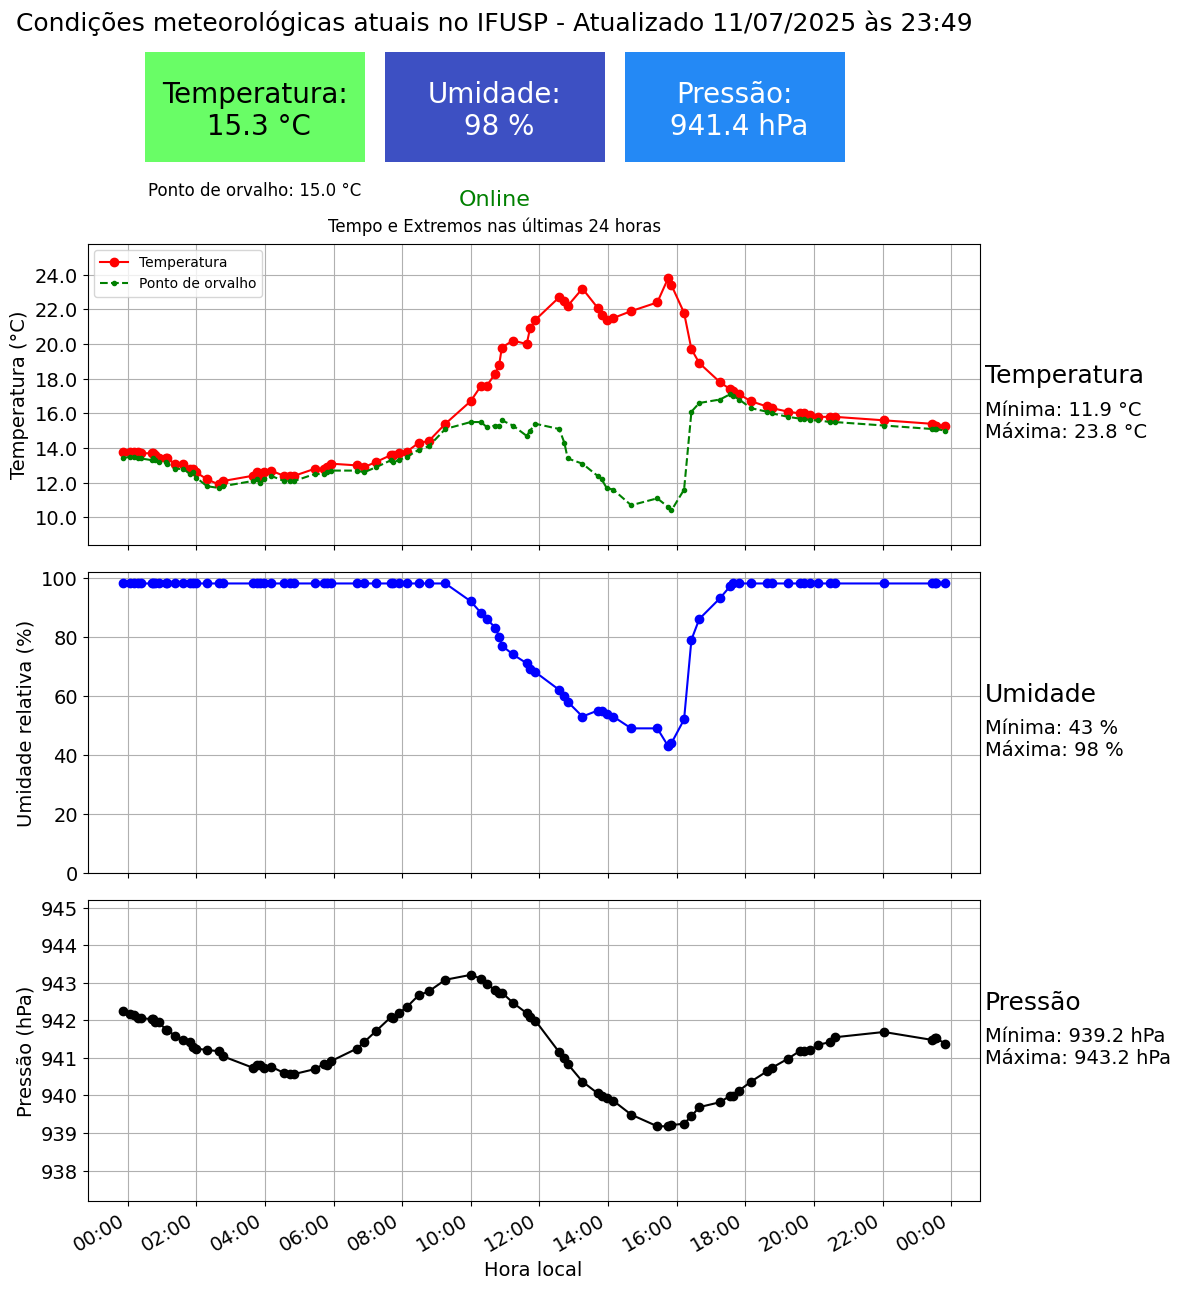 Condições meteorológicas atuais no IFUSP - Atualizado 11/07/2025 às 23:49
Temperatura:
15.3 °C
Umidade:
98 %
Pressão:
941.4 hPa
Ponto de orvalho: 15.0 °C
Online
Tempo e Extremos nas últimas 24 horas
Temperatura
Ponto de orvalho
Temperatura (°C)
24.0
22.0
20.0
18.0
16.0
14.0
12.0
10.0
Temperatura
Mínima: 11.9 °C
Máxima: 23.8 °C
Umidade relativa (%)
100
80
60
40
20
0
Umidade
Mínima: 43 %
Máxima: 98 %
Pressão (hPa)
945
944
943
942
941
940
939
938
Pressão
Mínima: 939.2 hPa
Máxima: 943.2 hPa
00:00 02:00 04:00 06:00 08:00 10:00 12:00 14:00 16:00 18:00 20:00 22:00 00:00
Hora local